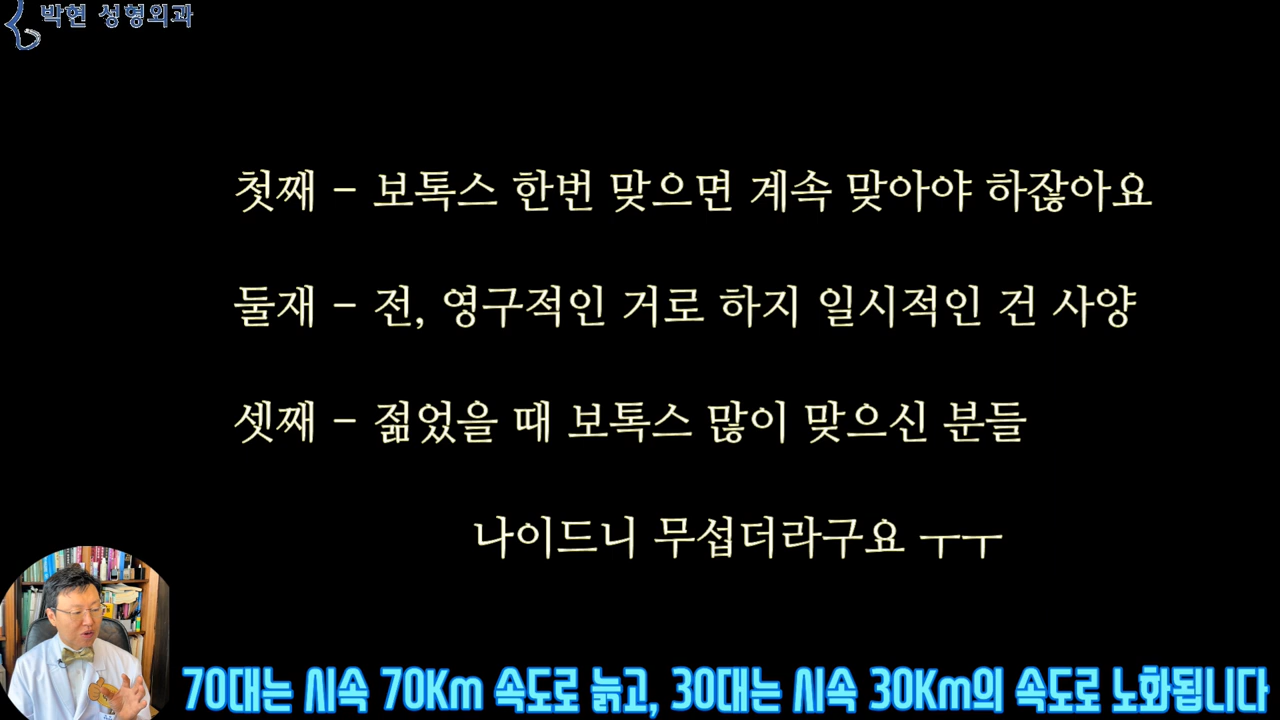 박현 성형외과
첫째 - 보톡스 한번 맞으면 계속 맞아야 하잖아요
둘재 - 전, 영구적인 거로 하지 일시적인 건 사양
셋째 - 젊었을 때 보톡스 많이 맞으신 분들
나이드니 무섭더라구요 ㅜㅜ
70대는 시속 70Km 속도로 늙고, 30대는 시속 30Km의 속도로 노화됩니다